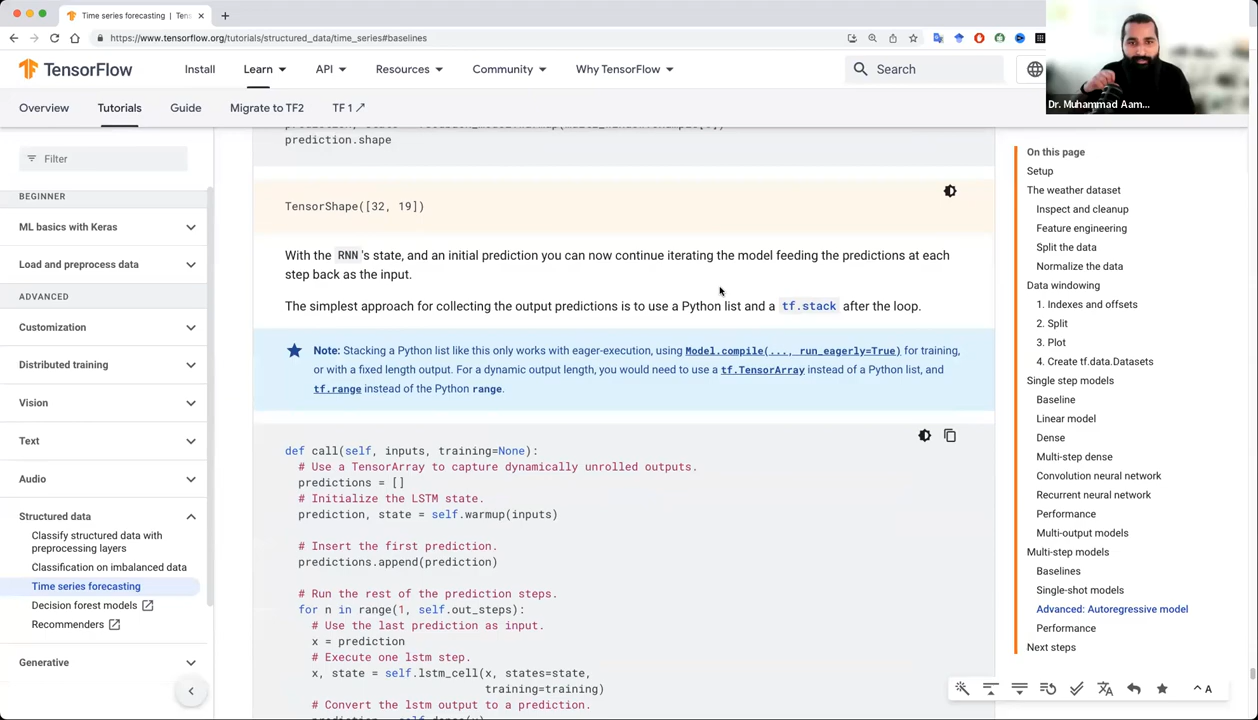 Time series forecasting | Tens
https://www.tensorflow.org/tutorials/structured_data/time_series#baselines
TensorFlow
Install
Learn
API
Resources
Community
Why TensorFlow
Search
Dr. Muhammad Aam...
Overview
Tutorials
Guide
Migrate to TF2
TF 1
Filter
BEGINNER
ML basics with Keras
Load and preprocess data
ADVANCED
Customization
Distributed training
Vision
Text
Audio
Structured data
Classify structured data with
preprocessing layers
Classification on imbalanced data
Time series forecasting
Decision forest models
Recommenders
Generative
prediction.shape
TensorShape([32, 19])
With the RNN's state, and an initial prediction you can now continue iterating the model feeding the predictions at each
step back as the input.
The simplest approach for collecting the output predictions is to use a Python list and a tf.stack after the loop.
Note: Stacking a Python list like this only works with eager-execution, using Model.compile(..., run_eagerly=True) for training,
or with a fixed length output. For a dynamic output length, you would need to use a tf.TensorArray instead of a Python list, and
tf.range instead of the Python range.
def call(self, inputs, training=None):
# Use a TensorArray to capture dynamically unrolled outputs.
predictions = []
# Initialize the LSTM state.
prediction, state = self.warmup(inputs)
# Insert the first prediction.
predictions.append(prediction)
# Run the rest of the prediction steps.
for n in range(1, self.out_steps):
# Use the last prediction as input.
x = prediction
# Execute one lstm step.
x, state = self.lstm_cell(x, states=state,
training=training)
# Convert the lstm output to a prediction.
On this page
Setup
The weather dataset
Inspect and cleanup
Feature engineering
Split the data
Normalize the data
Data windowing
1. Indexes and offsets
2. Split
3. Plot
4. Create tf.data.Datasets
Single step models
Baseline
Linear model
Dense
Multi-step dense
Convolution neural network
Recurrent neural network
Performance
Multi-output models
Multi-step models
Baselines
Single-shot models
Advanced: Autoregressive model
Performance
Next steps
A